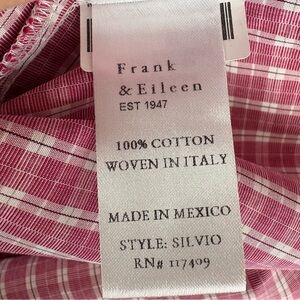 Frank
& Eileen
EST 1947
100% COTTON
WOVEN IN ITALY
MADE IN MEXICO
STYLE: SILVIO
RN# 117409